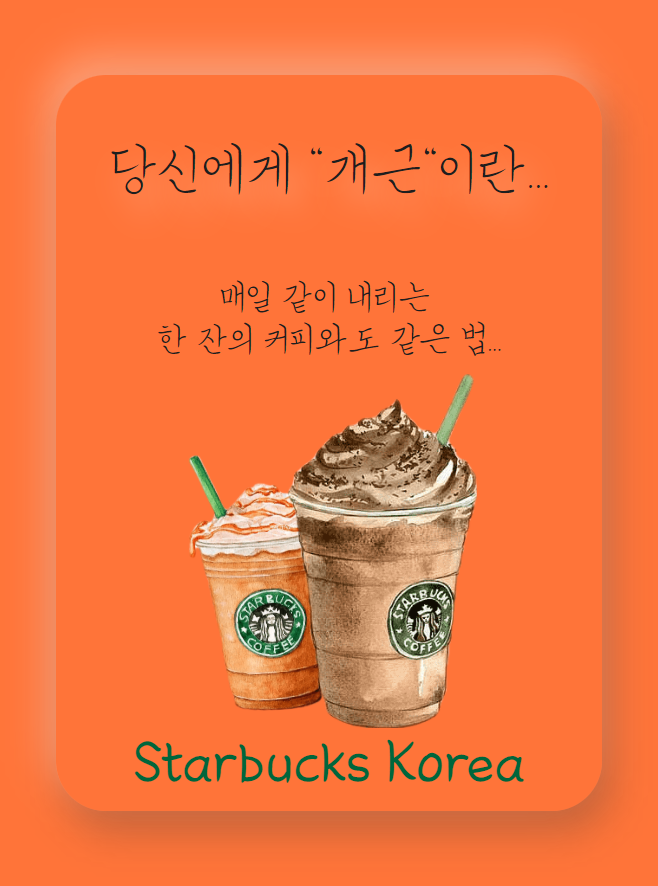 당신에게 “개근“이란...
매일 같이 내리는
한 잔의 커피와도 같은 법...
STARBUCKS
COFFEE
STARBUCKS
COFFEE
Starbucks Korea